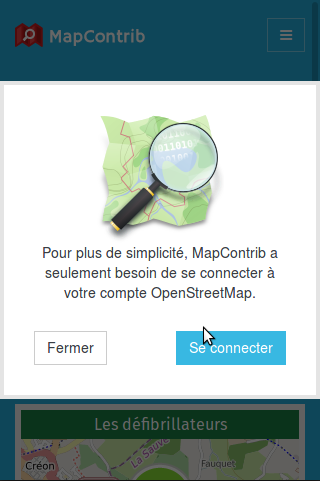 MapContrib
Pour plus de simplicité, MapContrib a
seulement besoin de se connecter à
votre compte OpenStreetMap.
Fermer
Se connecter
Les défibrillateurs
Créon
La Sauve
Fauquet